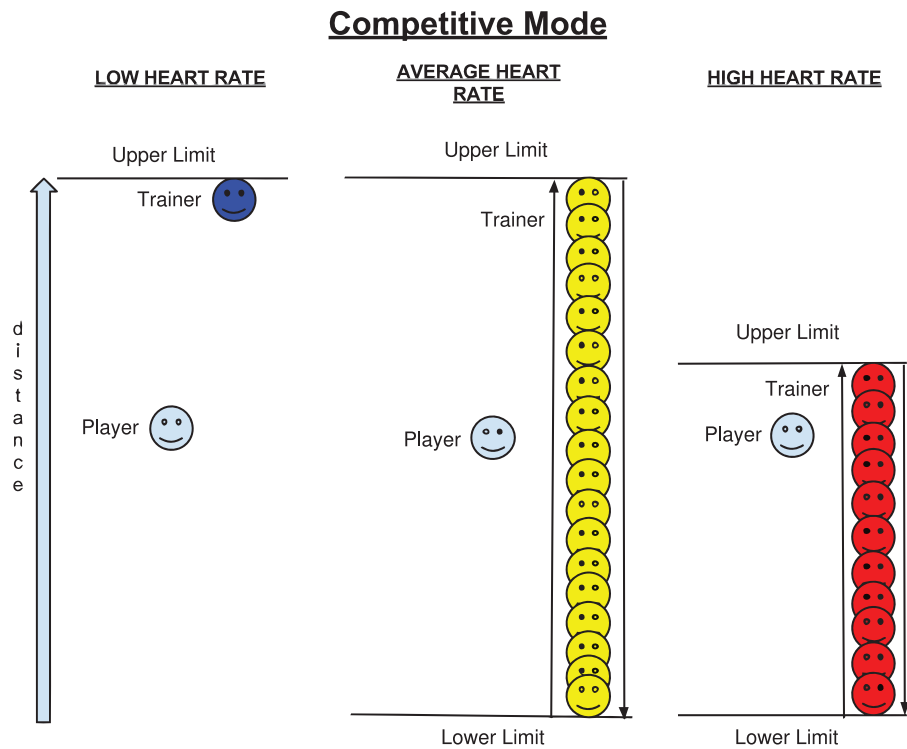 Competitive Mode
LOW HEART RATE
AVERAGE HEART
RATE
HIGH HEART RATE
Upper Limit
Trainer
Player
distance
Upper Limit
Trainer
Player
Lower Limit
Upper Limit
Trainer
Player
Lower Limit